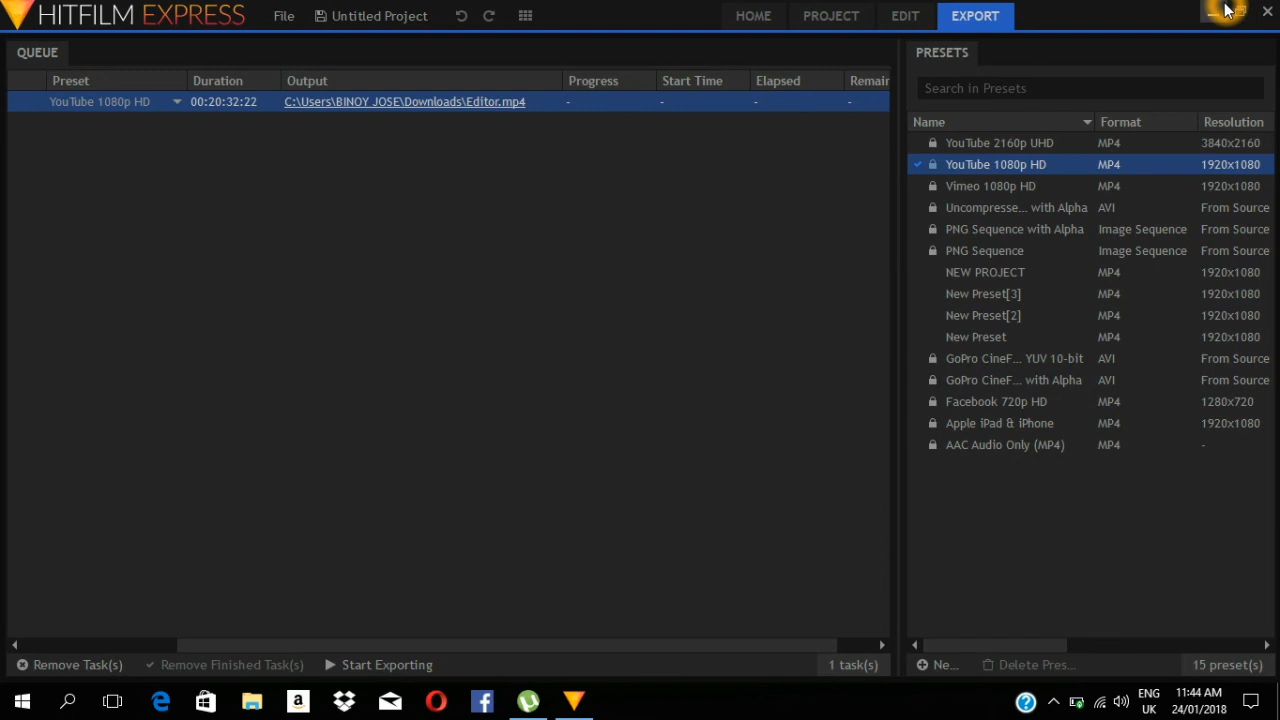 HITFILM EXPRESS File Untitled Project HOME PROJECT EDIT EXPORT
QUEUE
Preset Duration Output Progress Start Time Elapsed Remain
YouTube 1080p HD 00:20:32:22 C:\Users\BINOY JOSE\Downloads\Editor.mp4 - - - -
Remove Task(s) Remove Finished Task(s) Start Exporting 1 task(s)
PRESETS
Search in Presets
Name Format Resolution
YouTube 2160p UHD MP4 3840x2160
YouTube 1080p HD MP4 1920x1080
Vimeo 1080p HD MP4 1920x1080
Uncompresse... with Alpha AVI From Source
PNG Sequence with Alpha Image Sequence From Source
PNG Sequence Image Sequence From Source
NEW PROJECT MP4 1920x1080
New Preset[3] MP4 1920x1080
New Preset[2] MP4 1920x1080
New Preset MP4 1920x1080
GoPro CineF... YUV 10-bit AVI From Source
GoPro CineF... with Alpha AVI From Source
Facebook 720p HD MP4 1280x720
Apple iPad & iPhone MP4 1920x1080
AAC Audio Only (MP4) MP4 -
Ne... Delete Pres... 15 preset(s)
ENG 11:44 AM
UK 24/01/2018